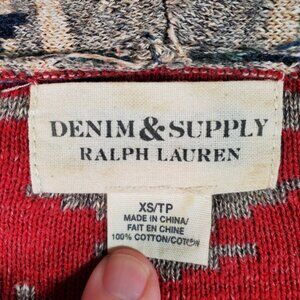 DENIM&SUPPLY
RALPH LAUREN
XS/TP
MADE IN CHINA/
FAIT EN CHINE
100% COTTON/COTON